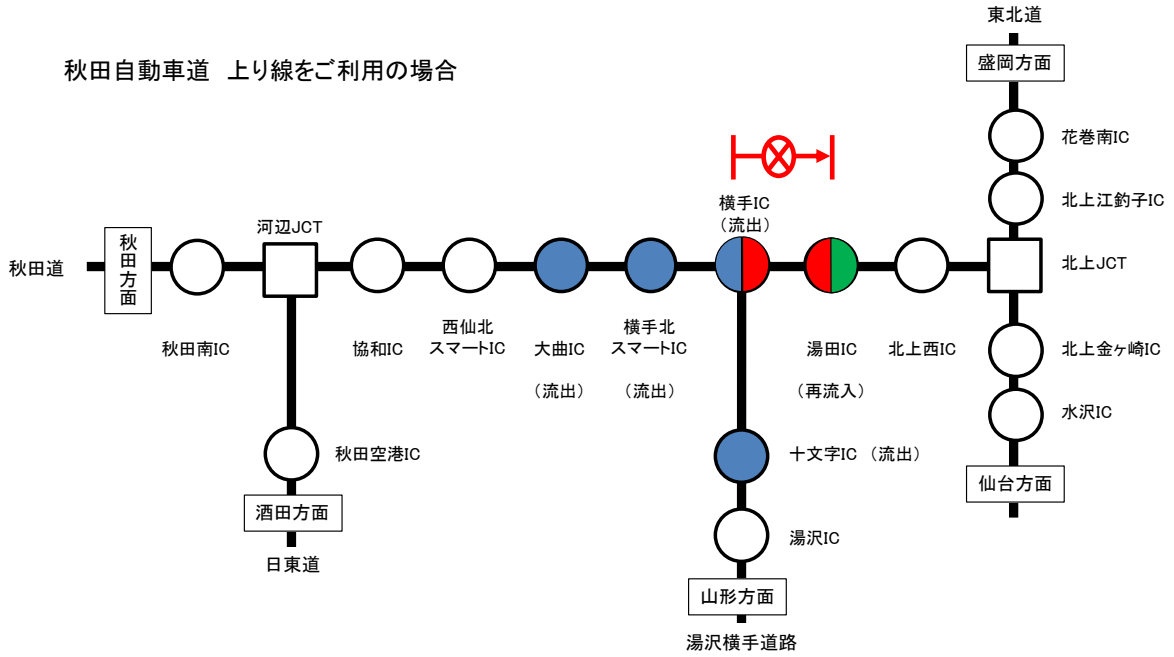 東北道
秋田自動車道 上り線をご利用の場合
盛岡方面
花巻南IC
北上江釣子IC
横手IC
（流出）
河辺JCT
秋田方面
秋田道
北上JCT
秋田南IC
協和IC
西仙北
スマートIC
大曲IC
（流出）
横手北
スマートIC
（流出）
湯田IC
（再流入）
北上西IC
北上金ヶ崎IC
水沢IC
秋田空港IC
十文字IC （流出）
仙台方面
酒田方面
日東道
湯沢IC
山形方面
湯沢横手道路